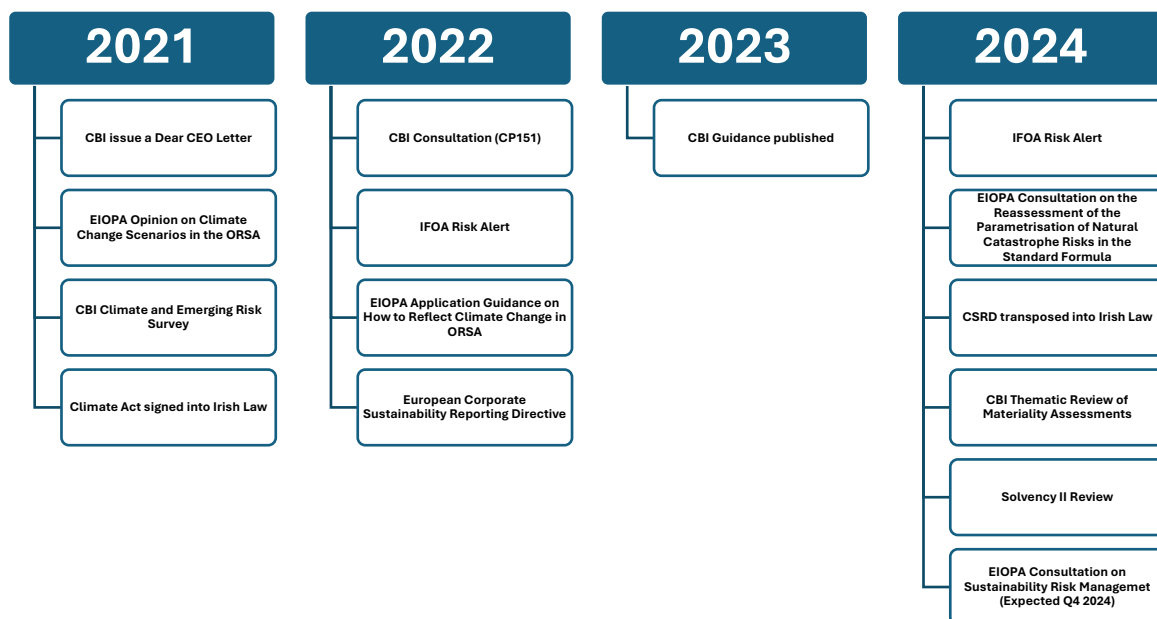 2021
CBI issue a Dear CEO Letter
EIOPA Opinion on Climate
Change Scenarios in the ORSA
CBI Climate and Emerging Risk
Survey
Climate Act signed into Irish Law
2022
CBI Consultation (CP151)
IFOA Risk Alert
EIOPA Application Guidance on
How to Reflect Climate Change in
ORSA
European Corporate
Sustainability Reporting Directive
2023
CBI Guidance published
2024
IFOA Risk Alert
EIOPA Consultation on the
Reassessment of the
Parametrisation of Natural
Catastrophe Risks in the
Standard Formula
CSRD transposed into Irish Law
CBI Thematic Review of
Materiality Assessments
Solvency II Review
EIOPA Consultation on
Sustainability Risk Managemet
(Expected Q4 2024)